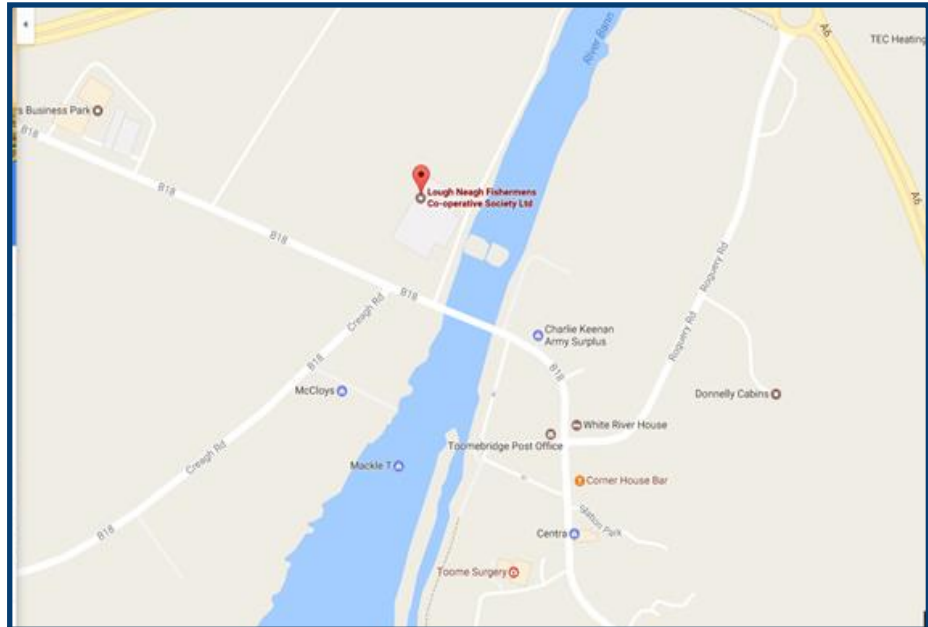 River Bann
A6
TEC Heating
s Business Park
B18
B18
A6
Lough Neagh Fishermens
Co-operative Society Ltd
B18
B18
Roguery Rd
Creagh Rd
Charlie Keenan
Army Surplus
Roguery Rd
B18
B18
McCloys
Donnelly Cabins
White River House
Toomebridge Post Office
Creagh Rd
Mackle T
Corner House Bar
B18
Centra
Park
Toome Surgery